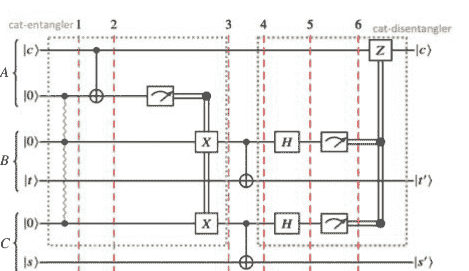 cat-entangler 1 2 3 4 5 6 cat-disentangler
|c⟩ Z |c⟩
A
|0⟩
|0⟩ X H
B
|t⟩ |t'⟩
|0⟩ X H
C
|s⟩ |s'⟩